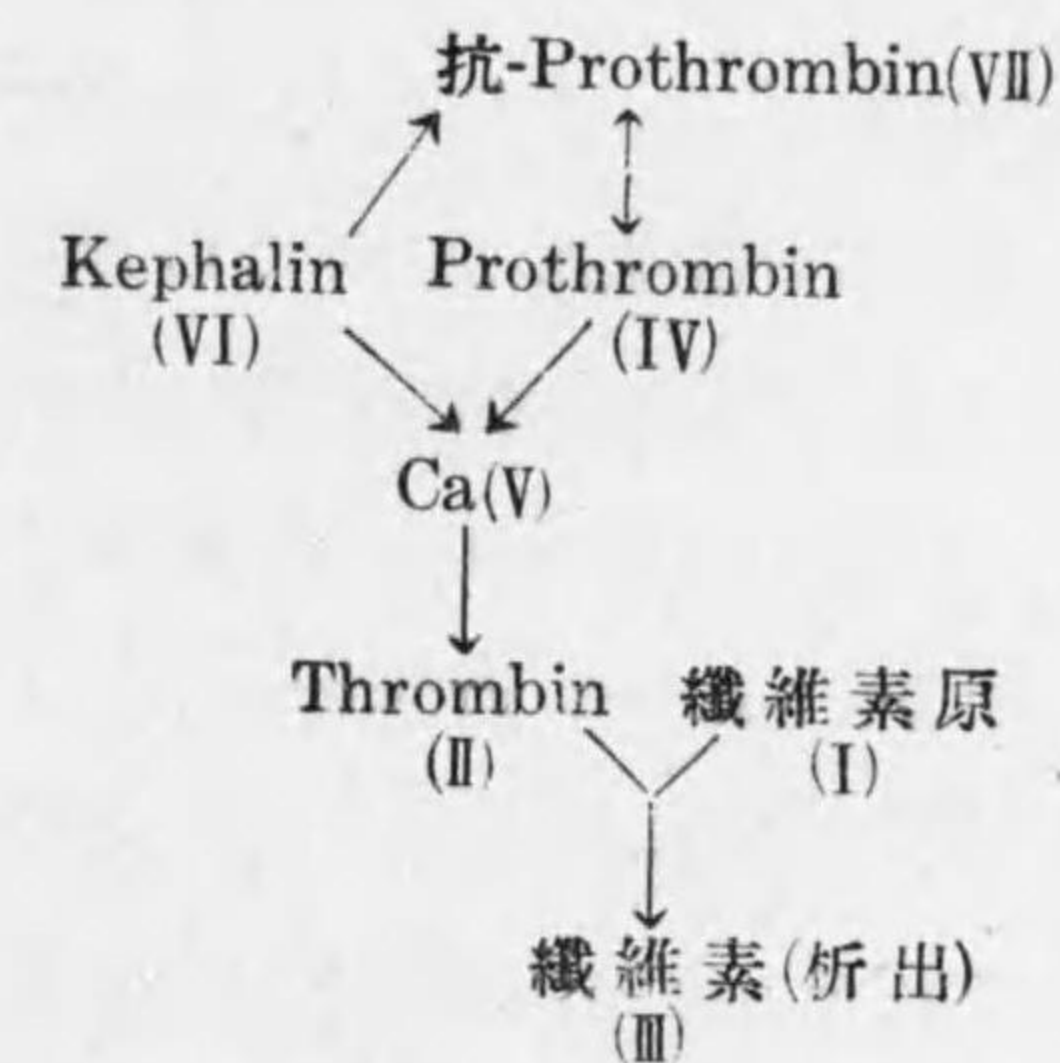 抗-Prothrombin(Ⅶ)
Kephalin Prothrombin
(Ⅵ) (Ⅳ)
Ca(Ⅴ)
Thrombin 纖維素原
(Ⅱ) (Ⅰ)
纖維素(析出)
(Ⅲ)